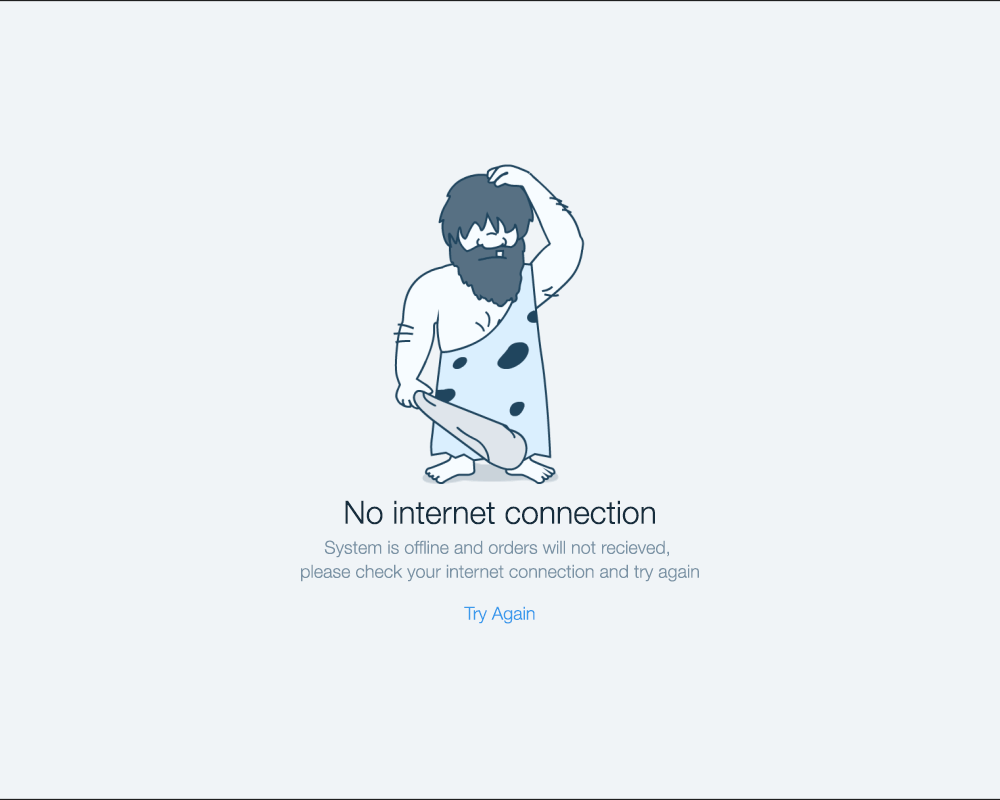 No internet connection
System is offline and orders will not recieved,
please check your internet connection and try again
Try Again